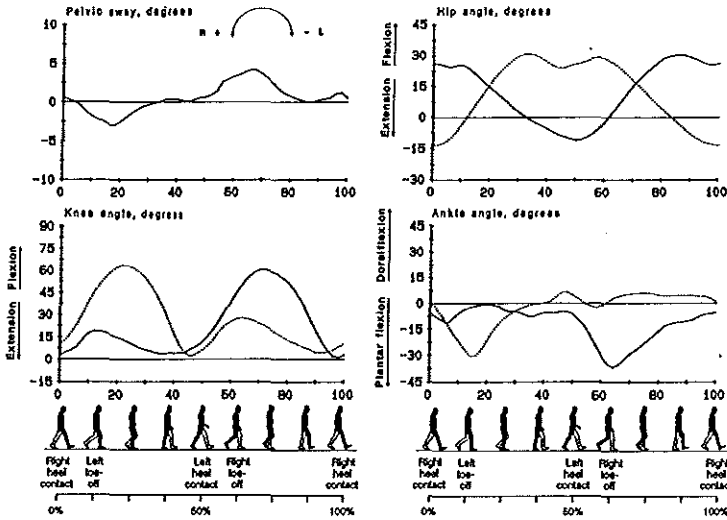 Pelvic sway, degrees
R + - L
10
5
0
-5
-10
0 20 40 60 80 100
Hip angle, degrees
Extension Flexion
45
30
15
0
-15
-30
0 20 40 60 80 100
Knee angle, degrees
Extension Flexion
90
75
60
45
30
15
0
-15
0 20 40 60 80 100
Ankle angle, degrees
Plantar flexion Dorsiflexion
45
30
15
0
-15
-30
-45
0 20 40 60 80 100
Right heel contact
Left toe-off
Left heel contact
Right toe-off
Right heel contact
0% 50% 100%
Right heel contact
Left toe-off
Left heel contact
Right toe-off
Right heel contact
0% 50% 100%